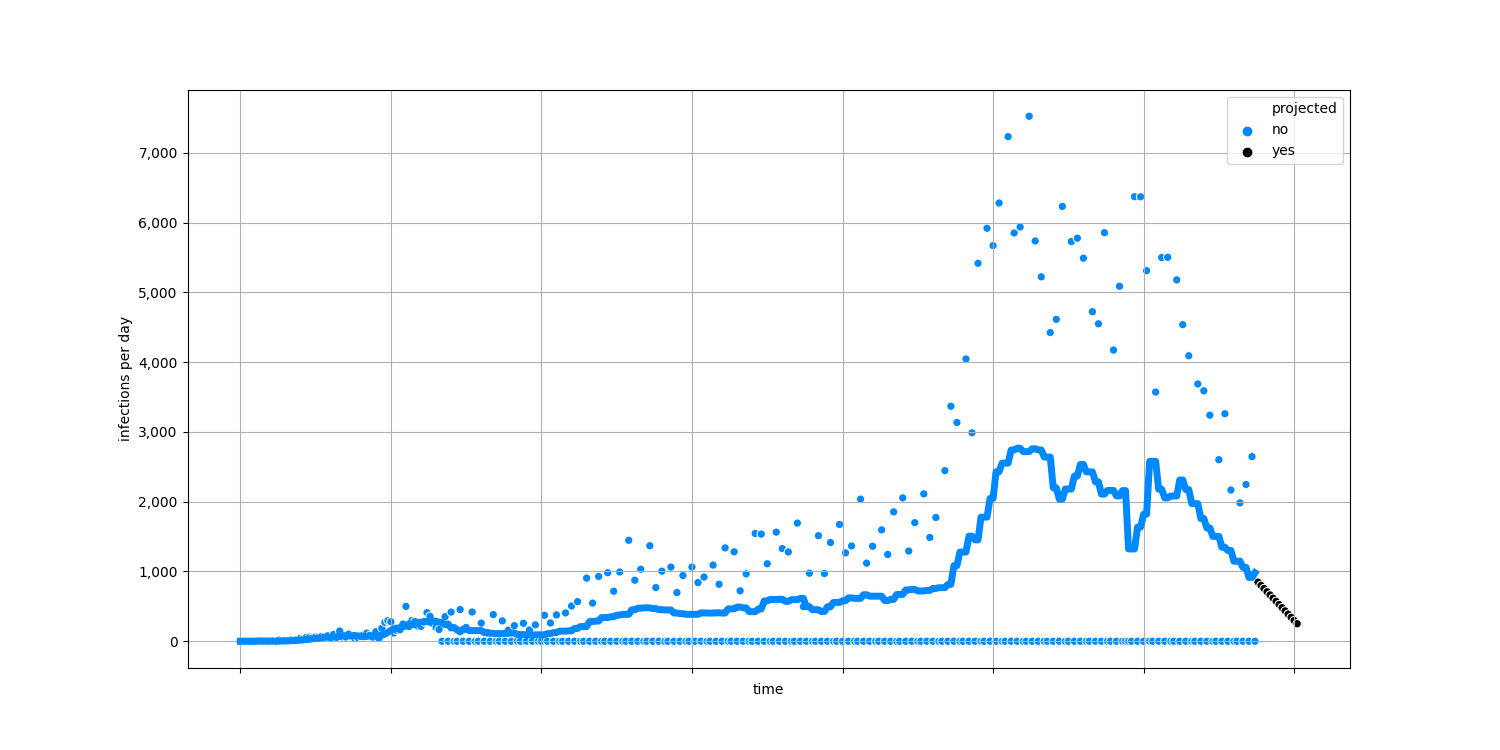 projected
no
yes
7,000
6,000
5,000
4,000
3,000
2,000
1,000
0
infections per day
time